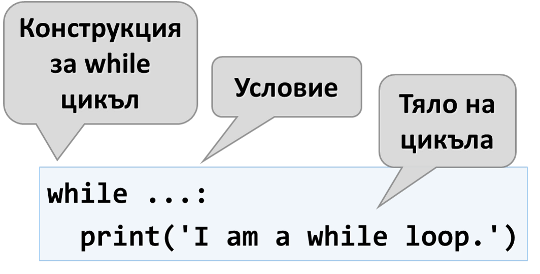 Конструкция
за while
цикъл
Условие
Тяло на
цикъла
while ...:
  print('I am a while loop.')